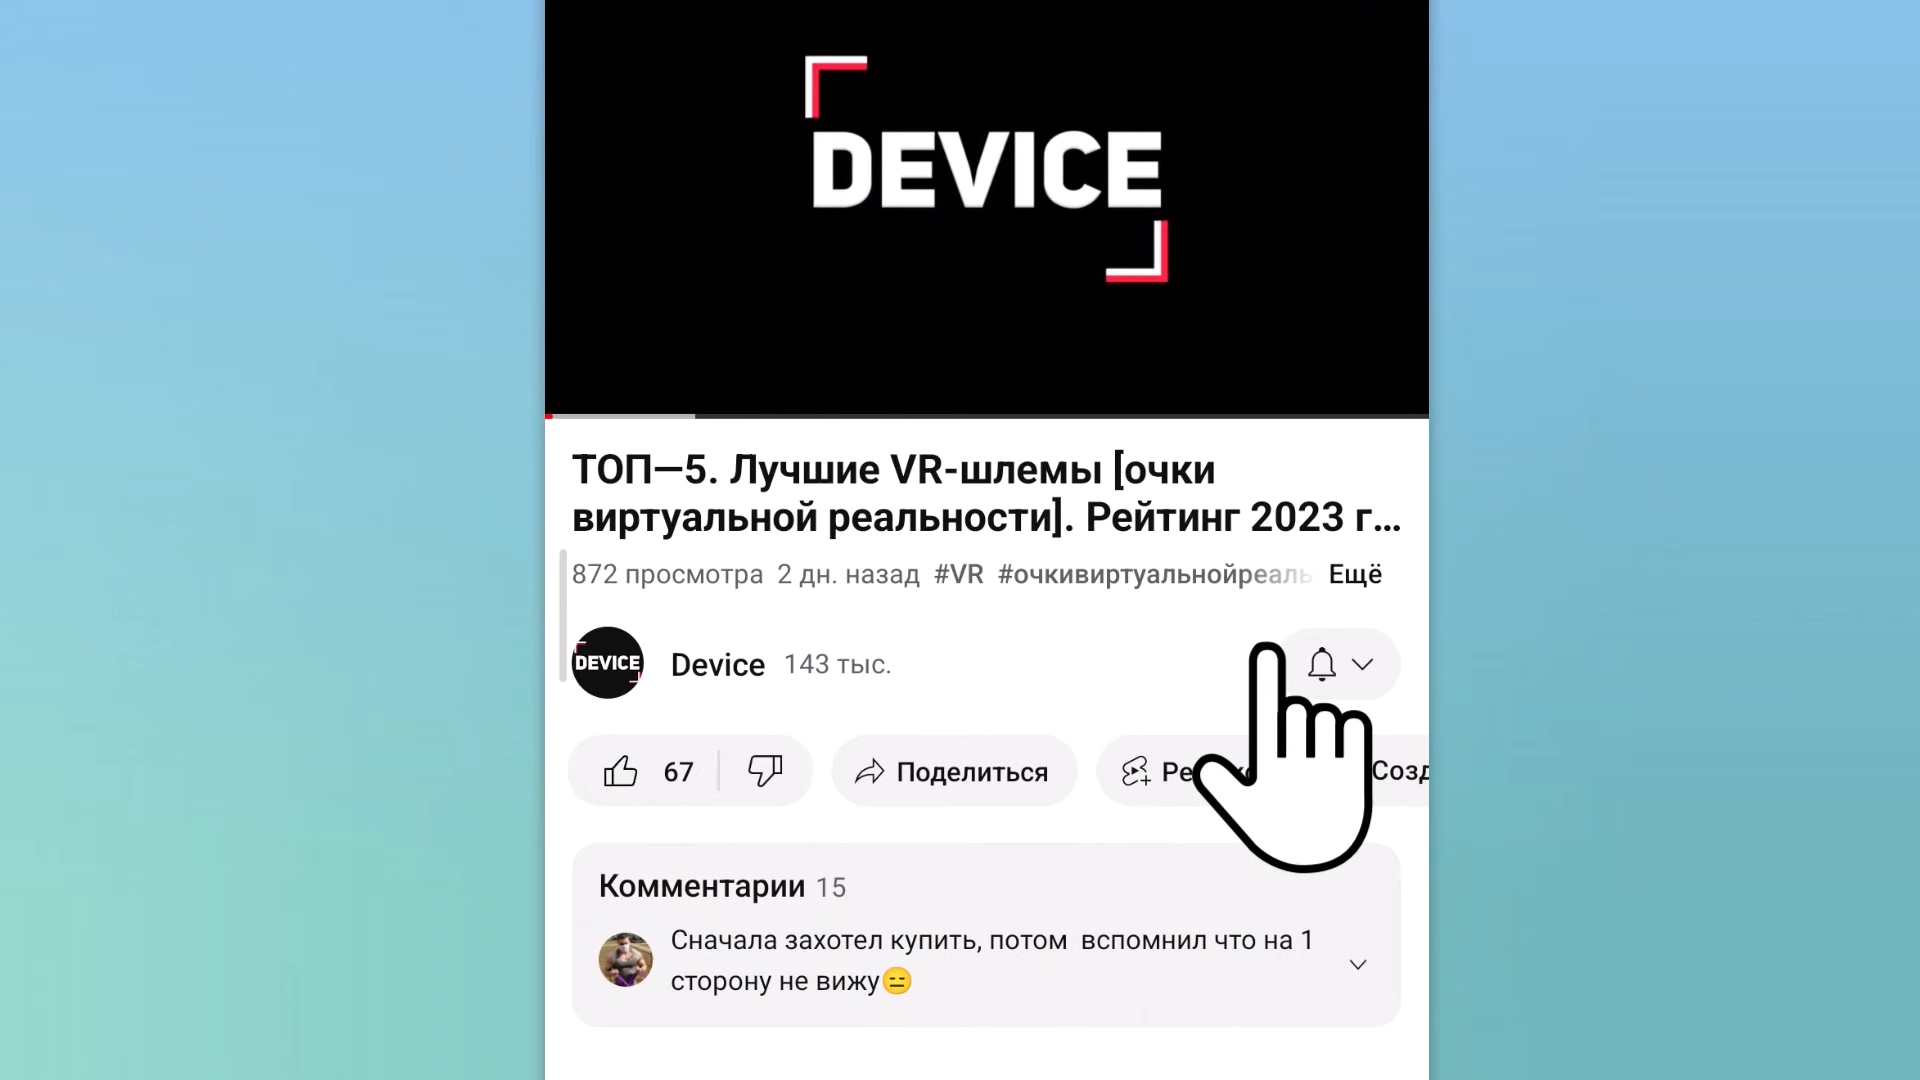 DEVICE
ТОП—5. Лучшие VR-шлемы [очки
виртуальной реальности]. Рейтинг 2023 г...
872 просмотра 2 дн. назад #VR #очкивиртуальнойреаль Ещё
DEVICE
Device 143 тыс.
67 Поделиться
Комментарии 15
Сначала захотел купить, потом вспомнил что на 1
сторону не вижу😑